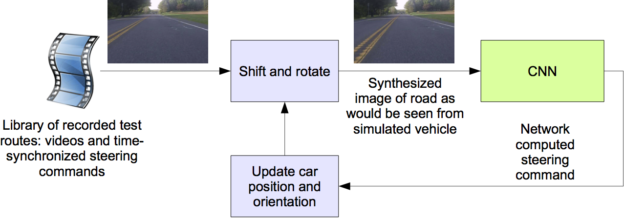 Library of recorded test
routes: videos and time-
synchronized steering
commands
Shift and rotate
Synthesized
image of road as
would be seen from
simulated vehicle
CNN
Network
computed
steering
command
Update car
position and
orientation